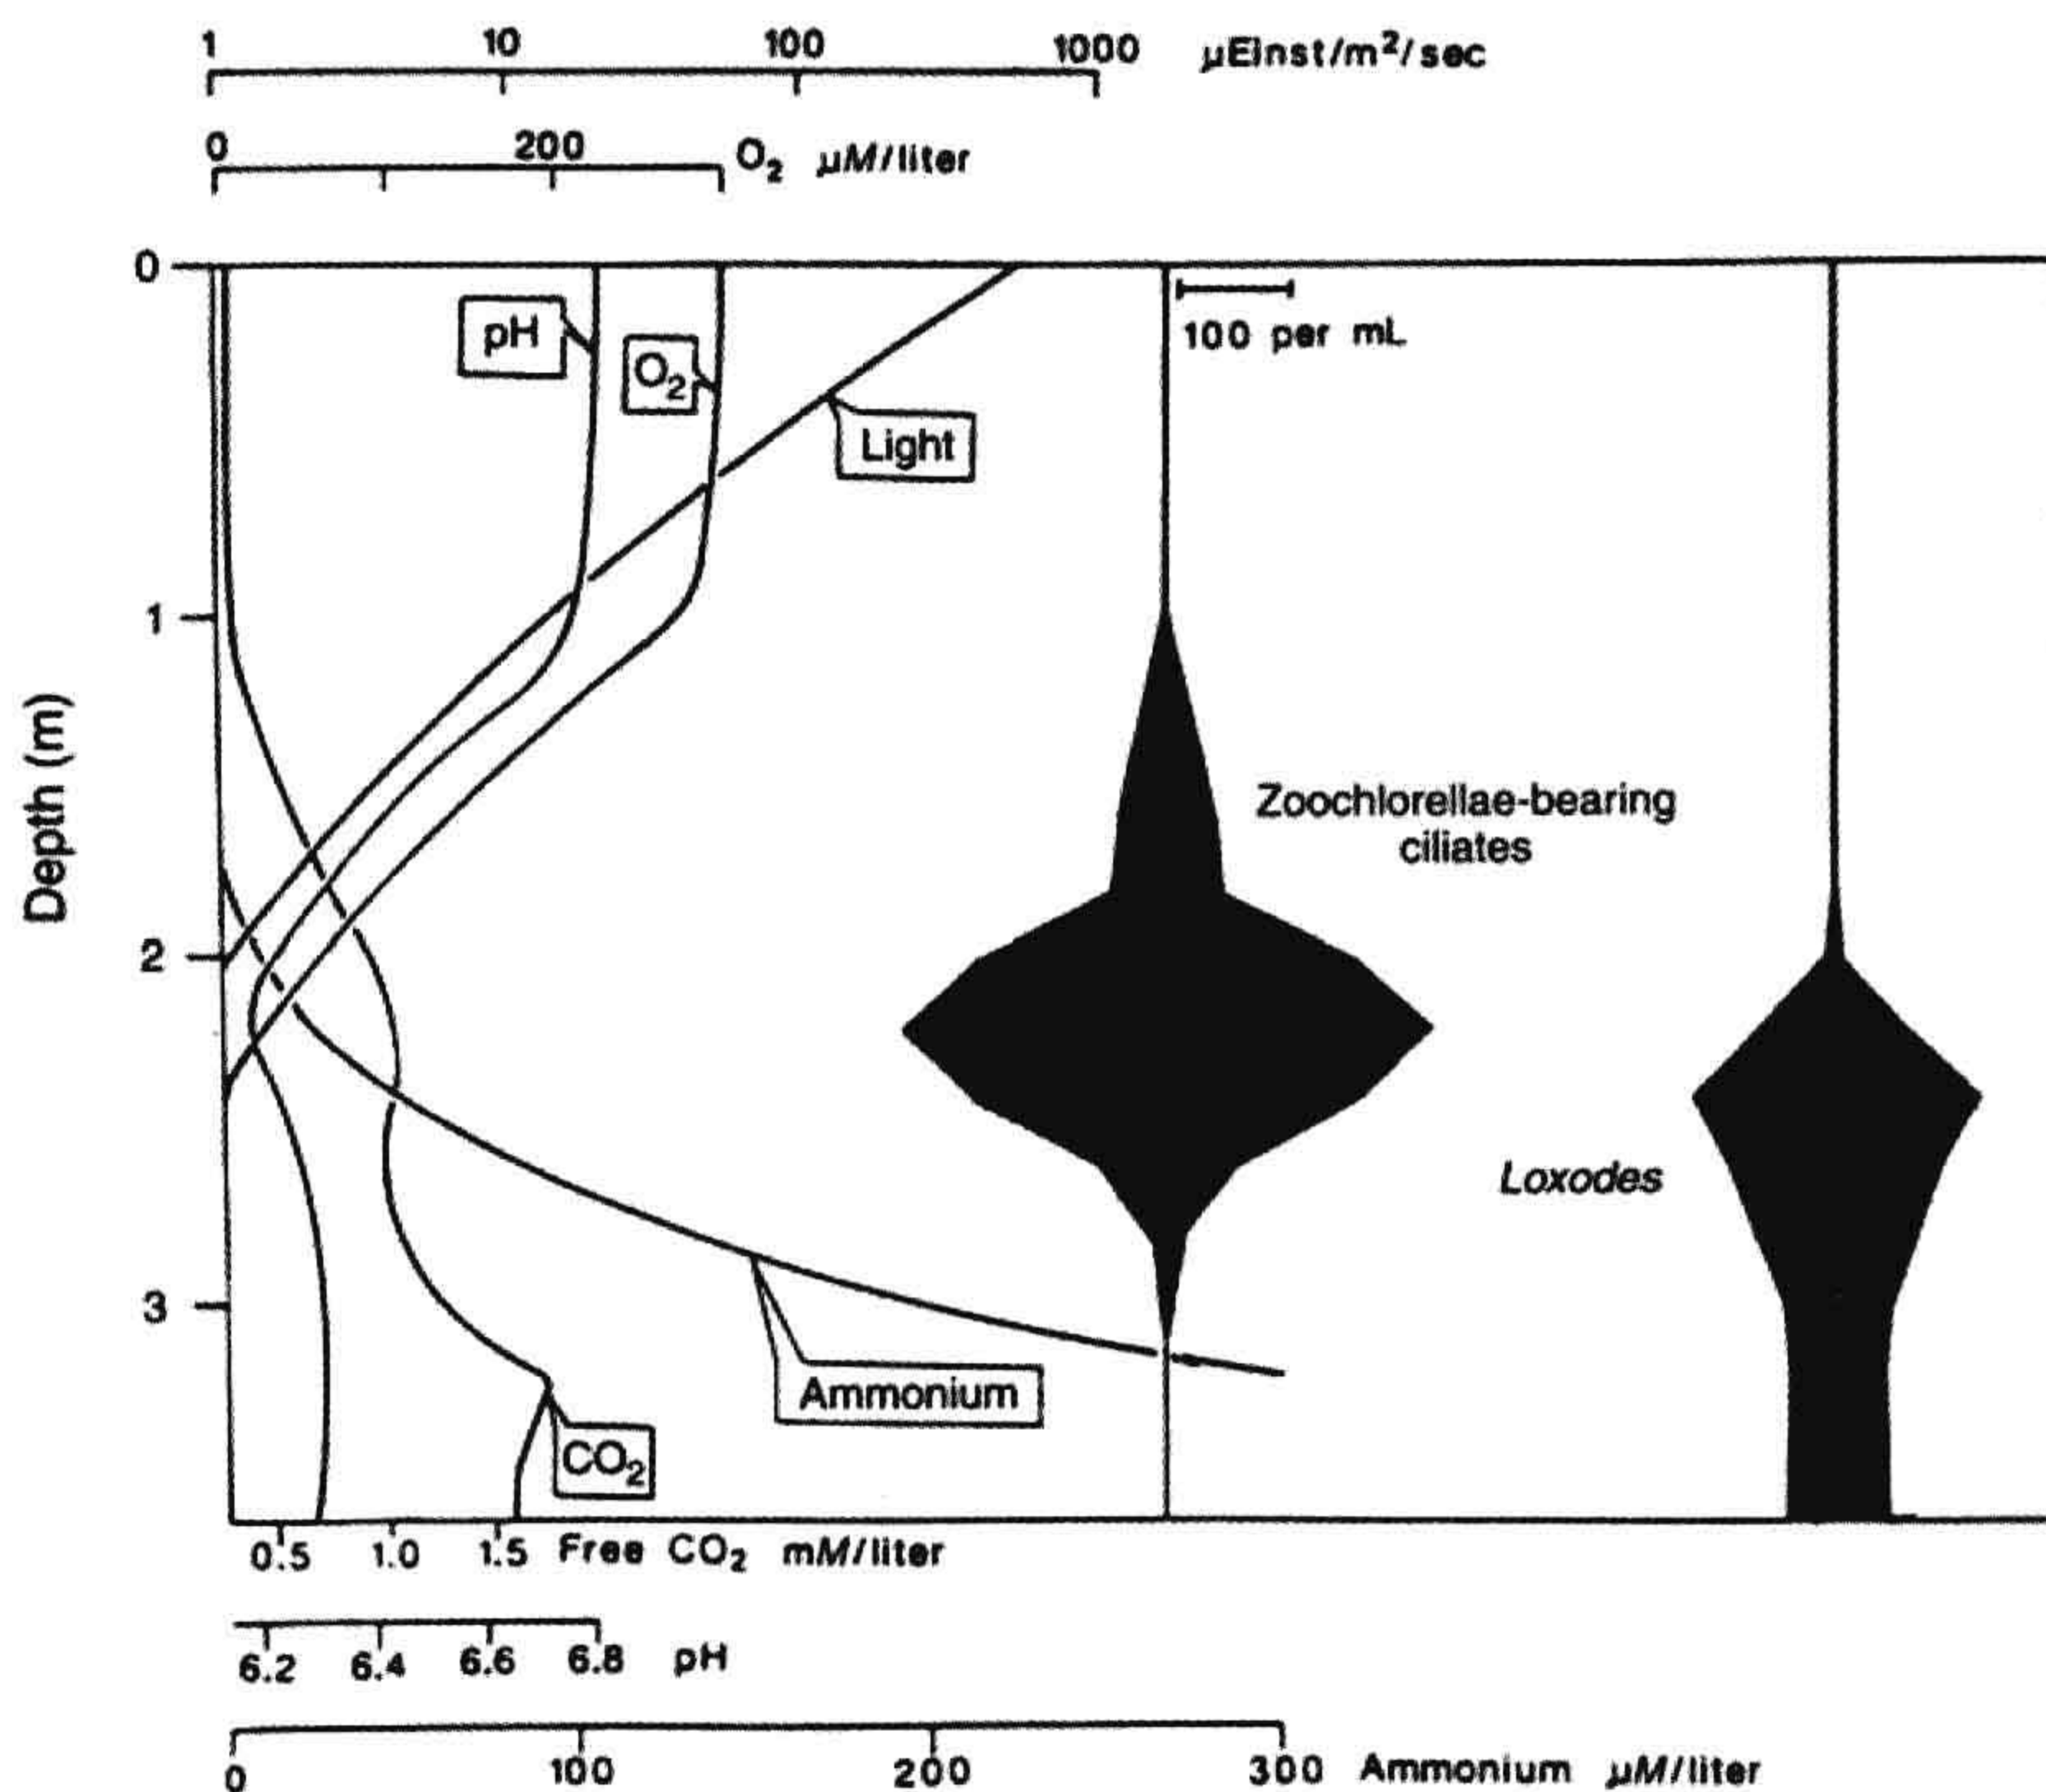 1 10 100 1000 µEinst/m²/sec
0 200 O₂ µM/liter
0
pH
O₂
100 per mL
Light
1
Depth (m)
Zoochlorellae-bearing
ciliates
2
Loxodes
3
Ammonium
CO₂
0.5 1.0 1.5 Free CO₂ mM/liter
6.2 6.4 6.6 6.8 pH
0 100 200 300 Ammonium µM/liter